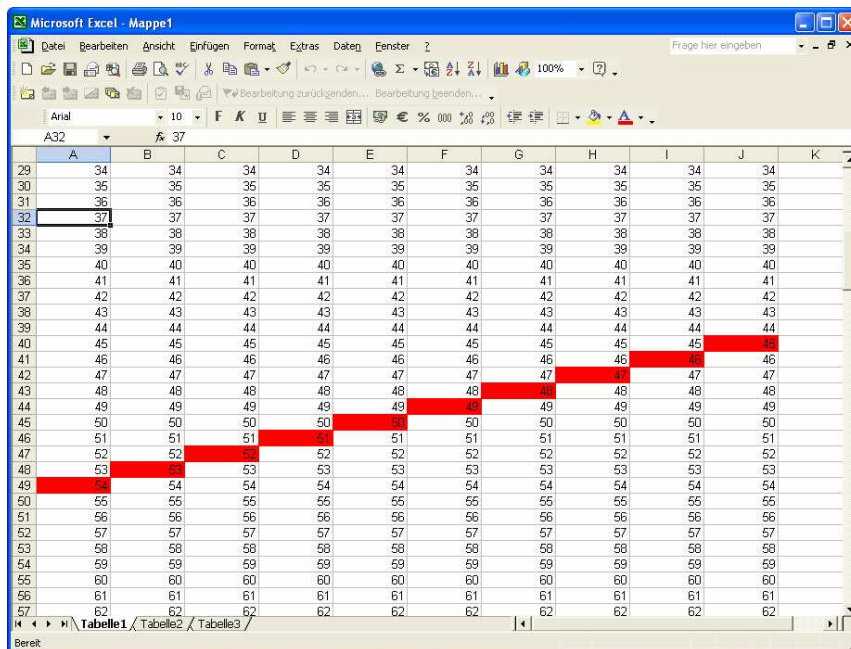 Microsoft Excel - Mappe1
Datei Bearbeiten Ansicht Einfügen Format Extras Daten Fenster ? Frage hier eingeben
100%
Bearbeitung zurücksenden... Bearbeitung beenden...
Arial 10 F K U € % 000
A32 fx 37
A B C D E F G H I J K
29 34 34 34 34 34 34 34 34 34 34
30 35 35 35 35 35 35 35 35 35 35
31 36 36 36 36 36 36 36 36 36 36
32 37 37 37 37 37 37 37 37 37 37
33 38 38 38 38 38 38 38 38 38 38
34 39 39 39 39 39 39 39 39 39 39
35 40 40 40 40 40 40 40 40 40 40
36 41 41 41 41 41 41 41 41 41 41
37 42 42 42 42 42 42 42 42 42 42
38 43 43 43 43 43 43 43 43 43 43
39 44 44 44 44 44 44 44 44 44 44
40 45 45 45 45 45 45 45 45 45 45
41 46 46 46 46 46 46 46 46 46 46
42 47 47 47 47 47 47 47 47 47 47
43 48 48 48 48 48 48 48 48 48 48
44 49 49 49 49 49 49 49 49 49 49
45 50 50 50 50 50 50 50 50 50 50
46 51 51 51 51 51 51 51 51 51 51
47 52 52 52 52 52 52 52 52 52 52
48 53 53 53 53 53 53 53 53 53 53
49 54 54 54 54 54 54 54 54 54 54
50 55 55 55 55 55 55 55 55 55 55
51 56 56 56 56 56 56 56 56 56 56
52 57 57 57 57 57 57 57 57 57 57
53 58 58 58 58 58 58 58 58 58 58
54 59 59 59 59 59 59 59 59 59 59
55 60 60 60 60 60 60 60 60 60 60
56 61 61 61 61 61 61 61 61 61 61
57 62 62 62 62 62 62 62 62 62 62
Tabelle1 Tabelle2 Tabelle3
Bereit